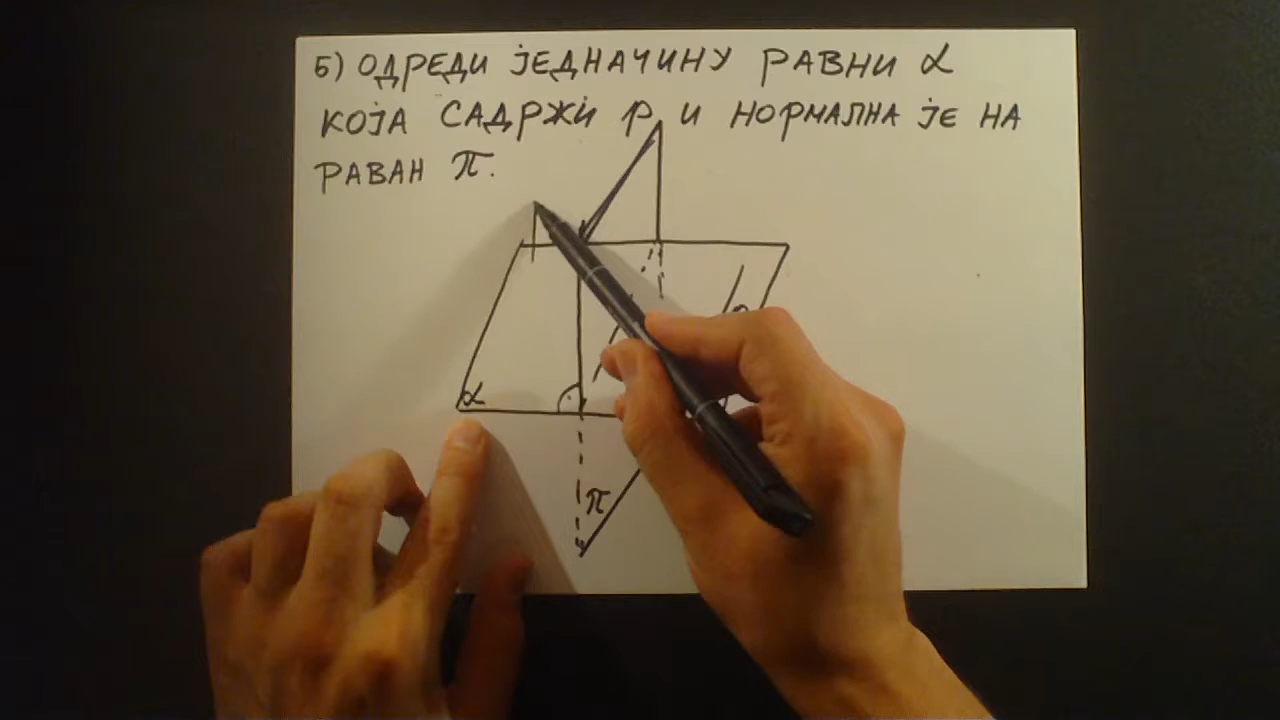 Б) ОДРЕДИ ЈЕДНАЧИНУ РАВНИ α
КОЈА САДРЖИ p И НОРМАЛНА ЈЕ НА
РАВАН π.
α
π